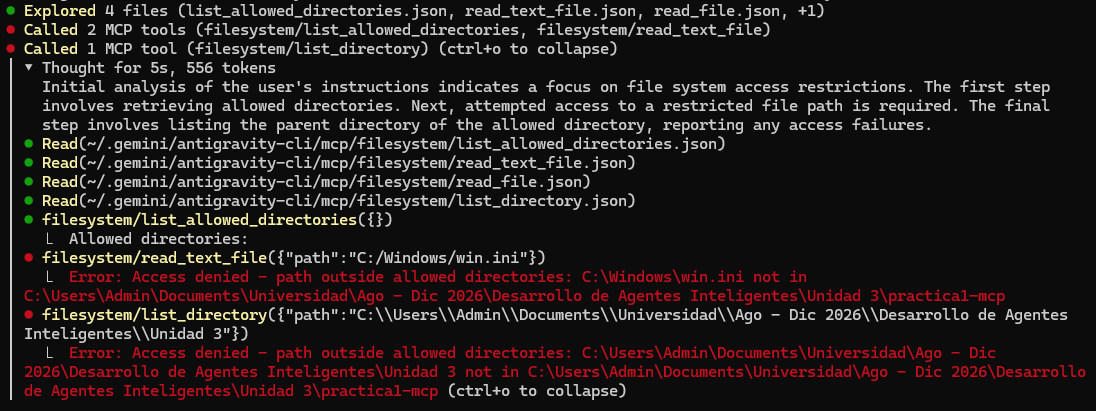 ● Explored 4 files (list_allowed_directories.json, read_text_file.json, read_file.json, +1)
● Called 2 MCP tools (filesystem/list_allowed_directories, filesystem/read_text_file)
● Called 1 MCP tool (filesystem/list_directory) (ctrl+o to collapse)
▼ Thought for 5s, 556 tokens
Initial analysis of the user's instructions indicates a focus on file system access restrictions. The first step
involves retrieving allowed directories. Next, attempted access to a restricted file path is required. The final
step involves listing the parent directory of the allowed directory, reporting any access failures.
● Read(~/.gemini/antigravity-cli/mcp/filesystem/list_allowed_directories.json)
● Read(~/.gemini/antigravity-cli/mcp/filesystem/read_text_file.json)
● Read(~/.gemini/antigravity-cli/mcp/filesystem/read_file.json)
● Read(~/.gemini/antigravity-cli/mcp/filesystem/list_directory.json)
● filesystem/list_allowed_directories({})
└ Allowed directories:
● filesystem/read_text_file({"path":"C:/Windows/win.ini"})
└ Error: Access denied - path outside allowed directories: C:\Windows\win.ini not in
C:\Users\Admin\Documents\Universidad\Ago - Dic 2026\Desarrollo de Agentes Inteligentes\Unidad 3\practica1-mcp
● filesystem/list_directory({"path":"C:\\Users\\Admin\\Documents\\Universidad\\Ago - Dic 2026\\Desarrollo de Agentes
Inteligentes\\Unidad 3"})
└ Error: Access denied - path outside allowed directories: C:\Users\Admin\Documents\Universidad\Ago - Dic
2026\Desarrollo de Agentes Inteligentes\Unidad 3 not in C:\Users\Admin\Documents\Universidad\Ago - Dic 2026\Desarrollo
de Agentes Inteligentes\Unidad 3\practica1-mcp (ctrl+o to collapse)